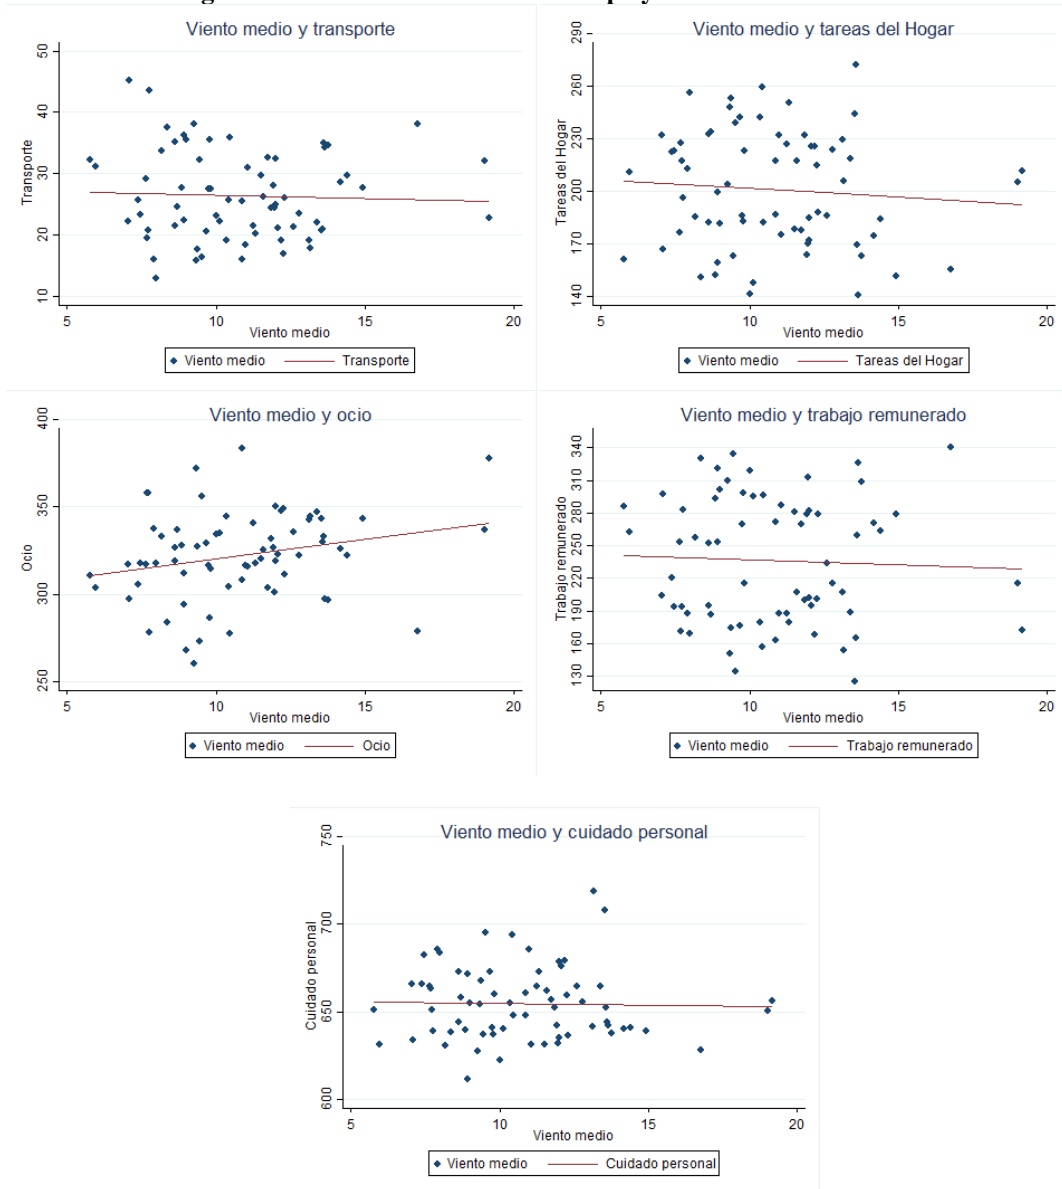 Viento medio y transporte
50
40
30
20
10
Transporte
5 10 15 20
Viento medio
Viento medio Transporte
Viento medio y tareas del Hogar
290
260
230
200
170
140
Tareas del Hogar
5 10 15 20
Viento medio
Viento medio Tareas del Hogar
Viento medio y ocio
400
350
300
250
Ocio
5 10 15 20
Viento medio
Viento medio Ocio
Viento medio y trabajo remunerado
340
310
280
250
220
190
160
130
Trabajo remunerado
5 10 15 20
Viento medio
Viento medio Trabajo remunerado
Viento medio y cuidado personal
750
700
650
600
Cuidado personal
5 10 15 20
Viento medio
Viento medio Cuidado personal